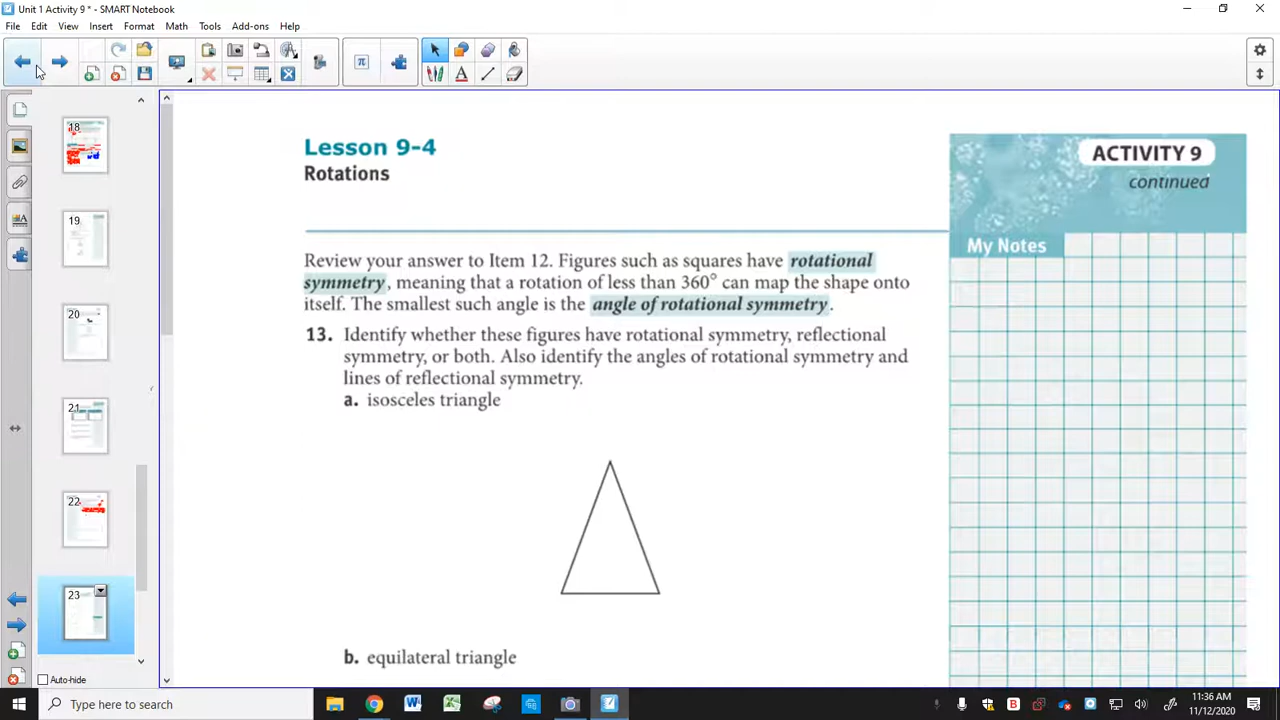 Unit 1 Activity 9 * - SMART Notebook
File Edit View Insert Format Math Tools Add-ons Help
18
19
20
21
22
23
Auto-hide
Lesson 9-4
Rotations
ACTIVITY 9
continued
My Notes
Review your answer to Item 12. Figures such as squares have rotational
symmetry, meaning that a rotation of less than 360° can map the shape onto
itself. The smallest such angle is the angle of rotational symmetry.
13. Identify whether these figures have rotational symmetry, reflectional
symmetry, or both. Also identify the angles of rotational symmetry and
lines of reflectional symmetry.
a. isosceles triangle
b. equilateral triangle
Type here to search
11:36 AM
11/12/2020